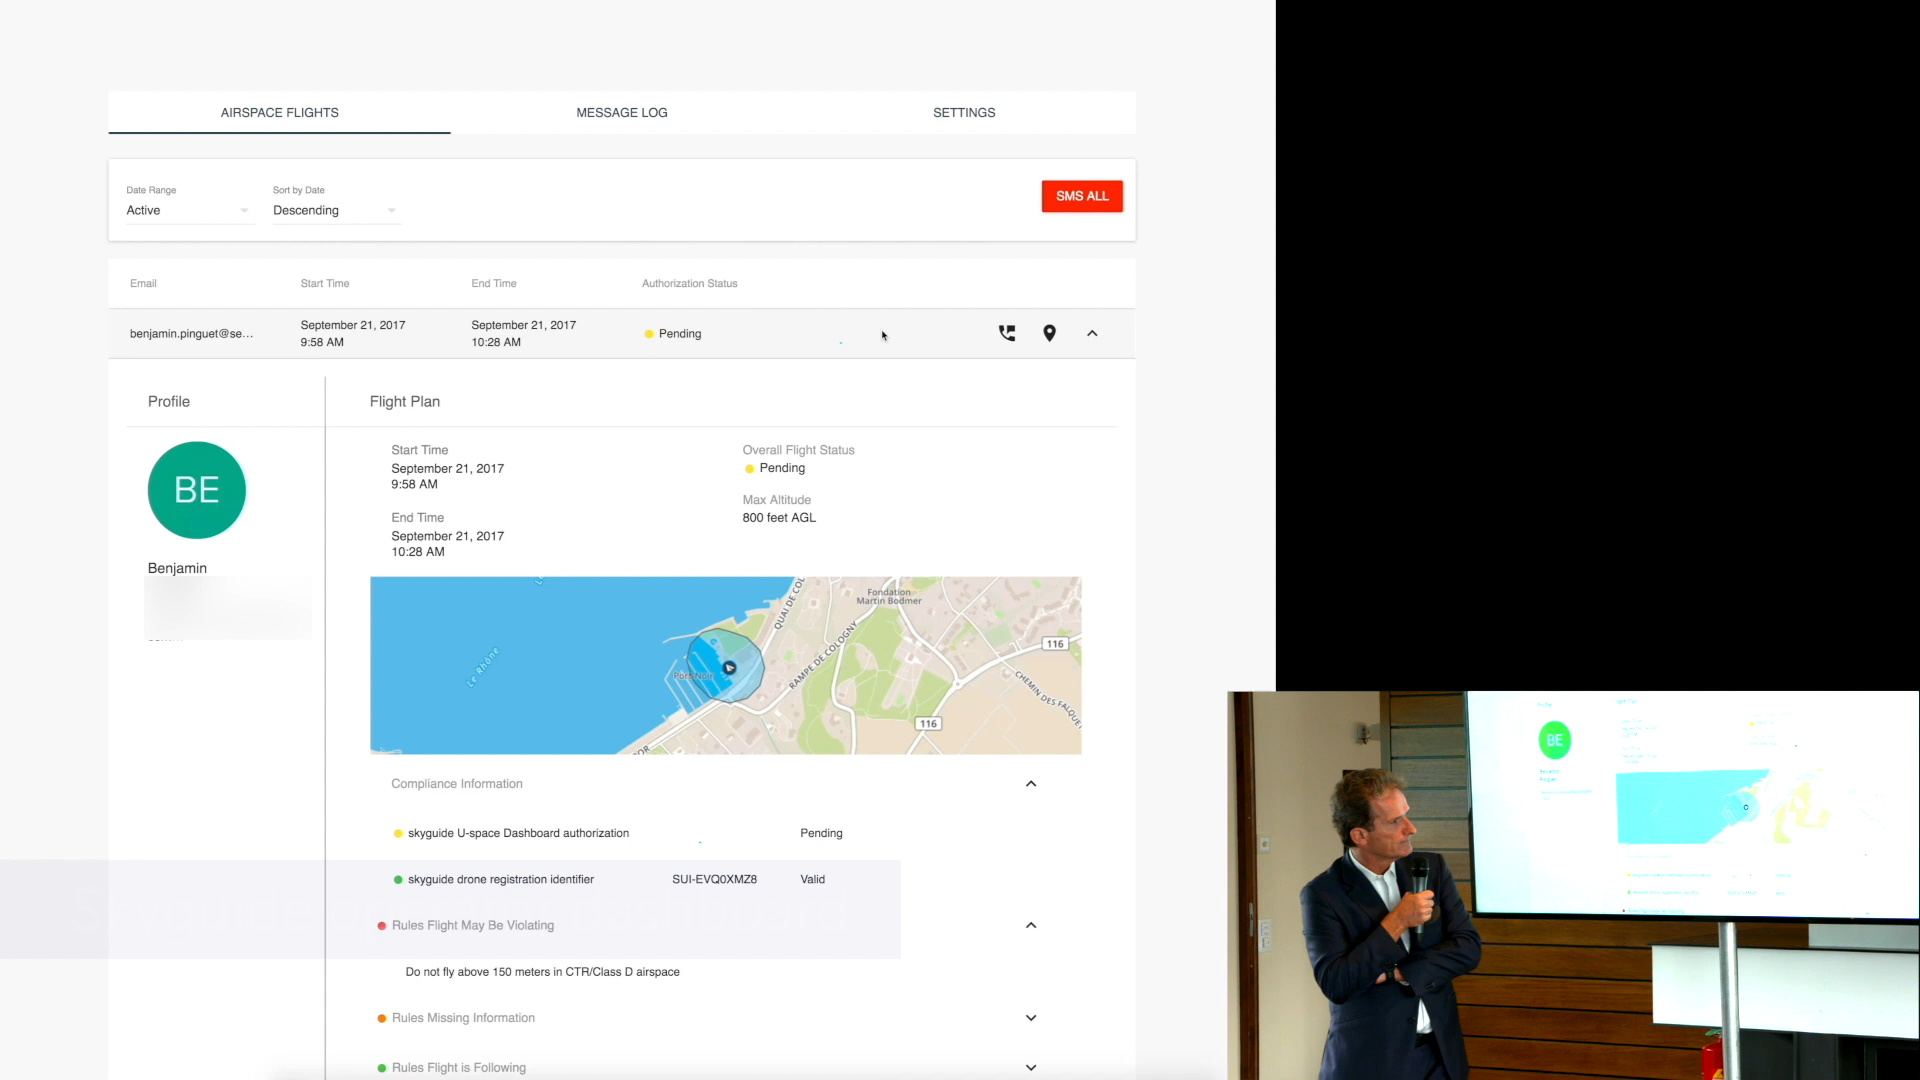 AIRSPACE FLIGHTS
MESSAGE LOG
SETTINGS
Date Range
Sort by Date
Active
Descending
SMS ALL
Email
Start Time
End Time
Authorization Status
benjamin.pinguet@se...
September 21, 2017
9:58 AM
September 21, 2017
10:28 AM
Pending
Profile
Flight Plan
BE
Benjamin
Start Time
September 21, 2017
9:58 AM
End Time
September 21, 2017
10:28 AM
Overall Flight Status
Pending
Max Altitude
800 feet AGL
Fondation
Martin Bodmer
QUAI DE COL
RAMPE DE COLOGNY
116
CHEMIN DES FALQUE
116
Le Rhône
Compliance Information
skyguide U-space Dashboard authorization
Pending
skyguide drone registration identifier
SUI-EVQ0XMZ8
Valid
Rules Flight May Be Violating
Do not fly above 150 meters in CTR/Class D airspace
Rules Missing Information
Rules Flight is Following
BE